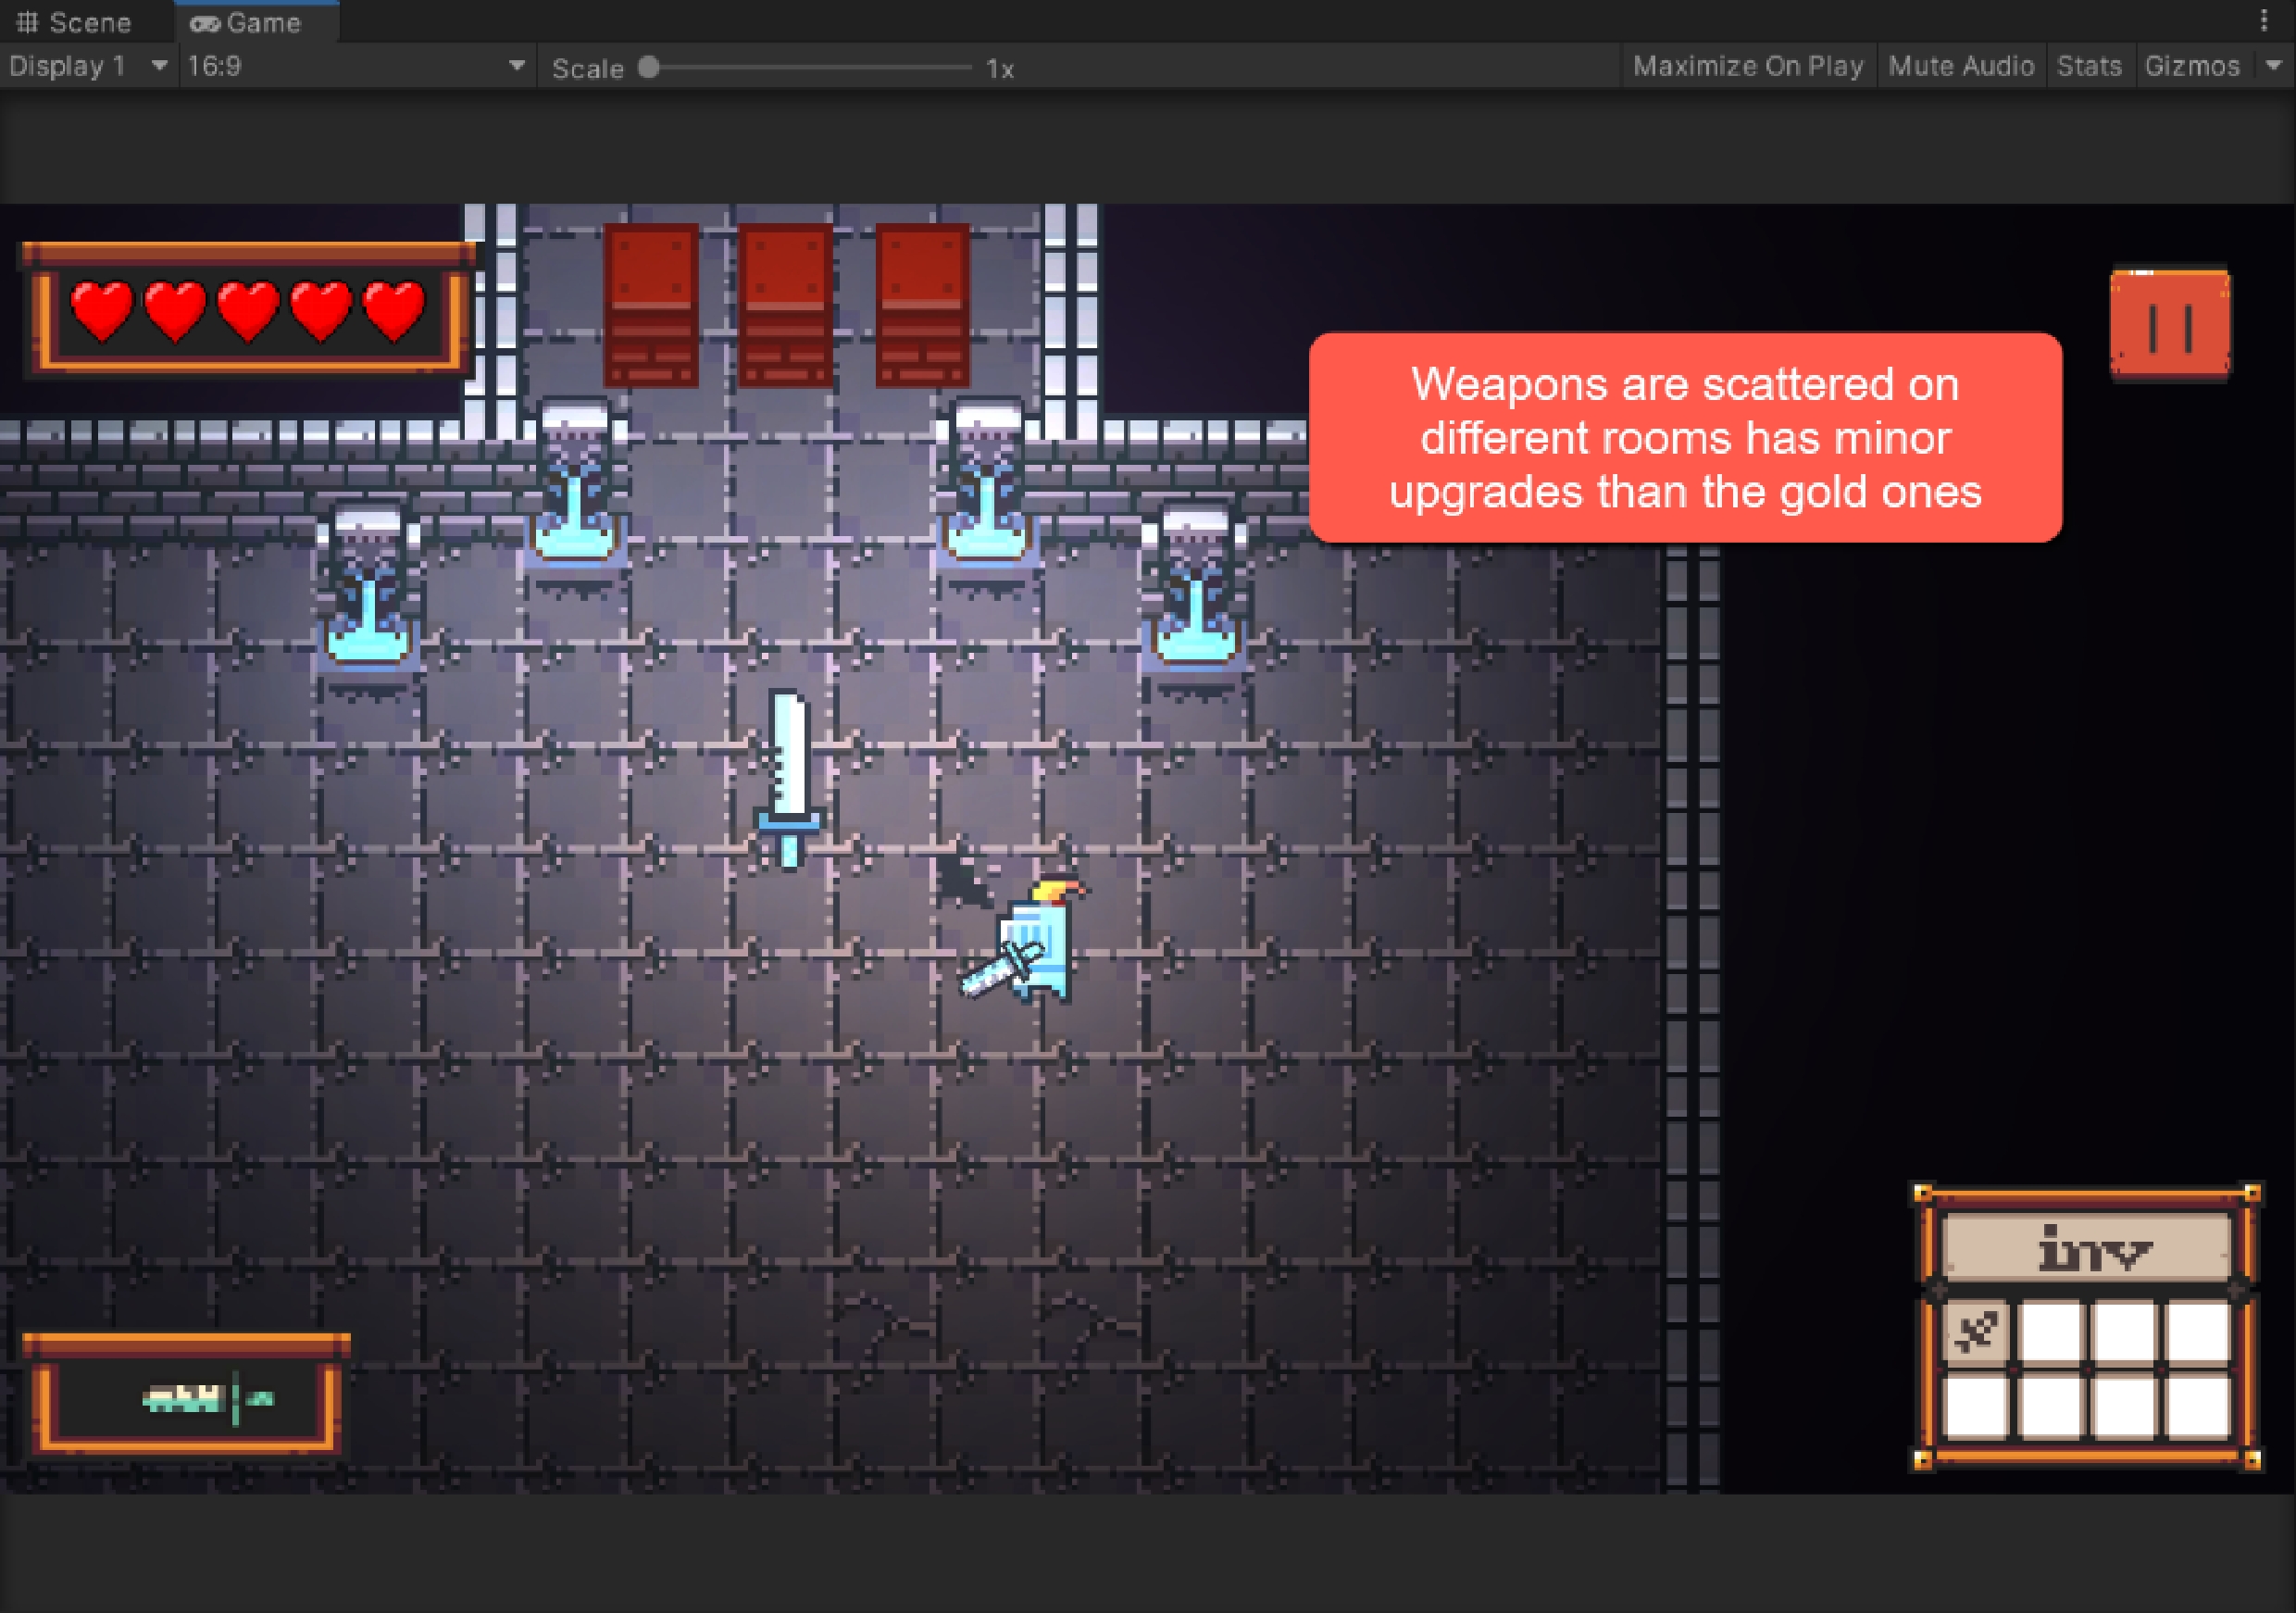 Scene
Game
Display 1
16:9
Scale
1x
Maximize On Play
Mute Audio
Stats
Gizmos
Weapons are scattered on
different rooms has minor
upgrades than the gold ones
inv